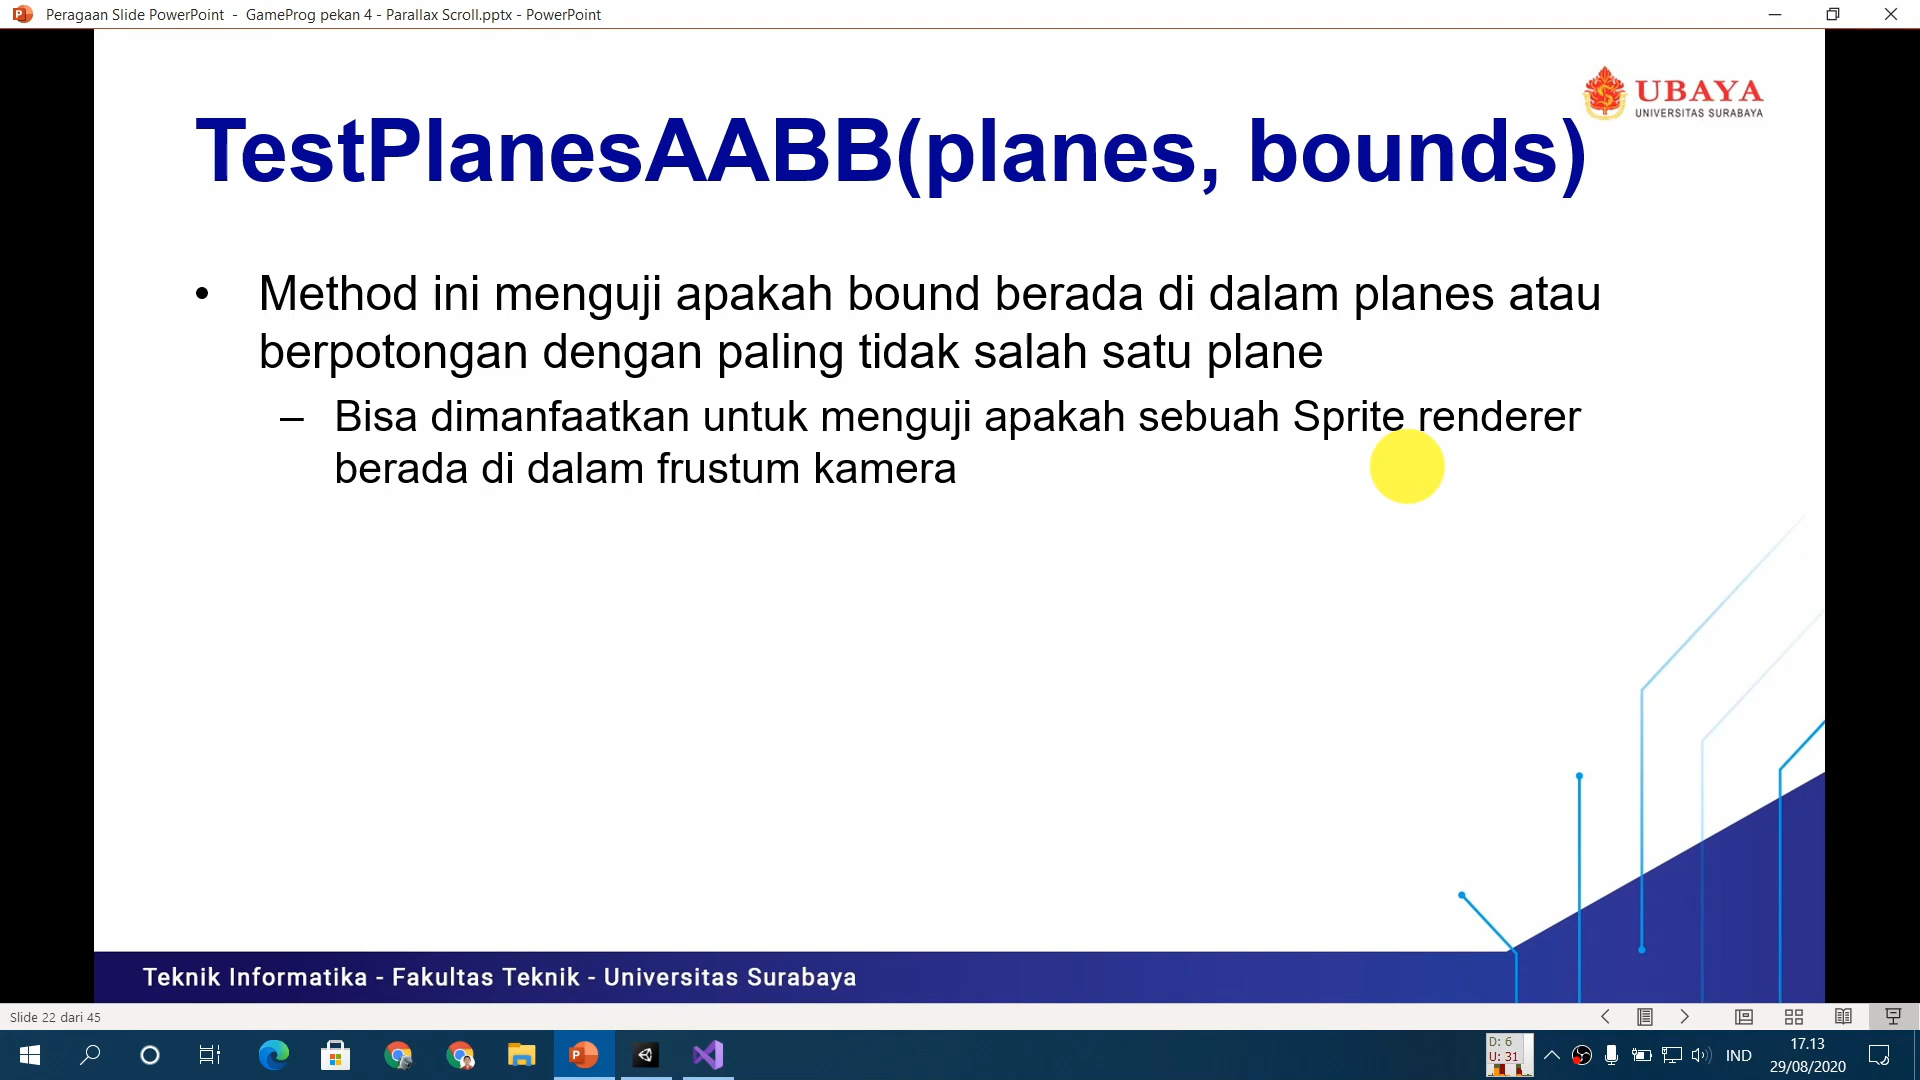 Peragaan Slide PowerPoint - GameProg pekan 4 - Parallax Scroll.pptx - PowerPoint
UBAYA
UNIVERSITAS SURABAYA
TestPlanesAABB(planes, bounds)
• Method ini menguji apakah bound berada di dalam planes atau
berpotongan dengan paling tidak salah satu plane
– Bisa dimanfaatkan untuk menguji apakah sebuah Sprite renderer
berada di dalam frustum kamera
Teknik Informatika - Fakultas Teknik - Universitas Surabaya
Slide 22 dari 45
D: 6
U: 31
IND
17.13
29/08/2020